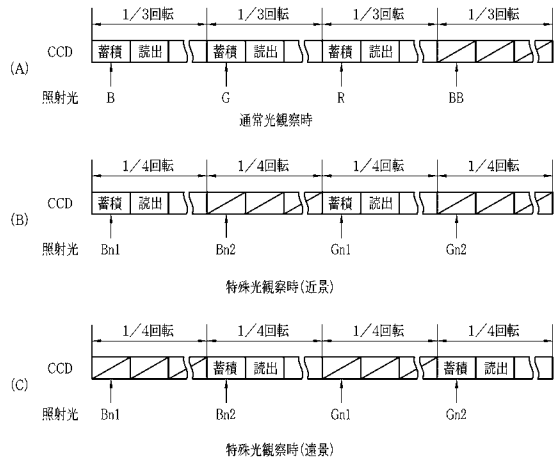 1／3回転 1／3回転 1／3回転 1／3回転
CCD 蓄積 読出 蓄積 読出 蓄積 読出
(A)
照射光 B G R BB
通常光観察時
1／4回転 1／4回転 1／4回転 1／4回転
CCD 蓄積 読出 蓄積 読出
(B)
照射光 Bn1 Bn2 Gn1 Gn2
特殊光観察時(近景)
1／4回転 1／4回転 1／4回転 1／4回転
CCD 蓄積 読出 蓄積 読出
(C)
照射光 Bn1 Bn2 Gn1 Gn2
特殊光観察時(遠景)